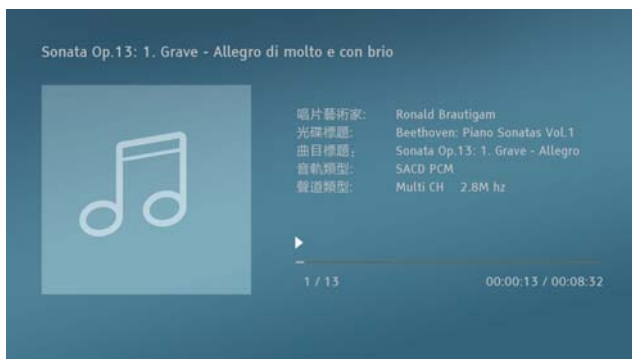 Sonata Op.13: 1. Grave - Allegro di molto e con brio
唱片藝術家: Ronald Brautigam
光碟標題: Beethoven: Piano Sonatas Vol.1
曲目標題: Sonata Op.13: 1. Grave - Allegro
音軌類型: SACD PCM
聲道類型: Multi CH 2.8M hz
1 / 13 00:00:13 / 00:08:32